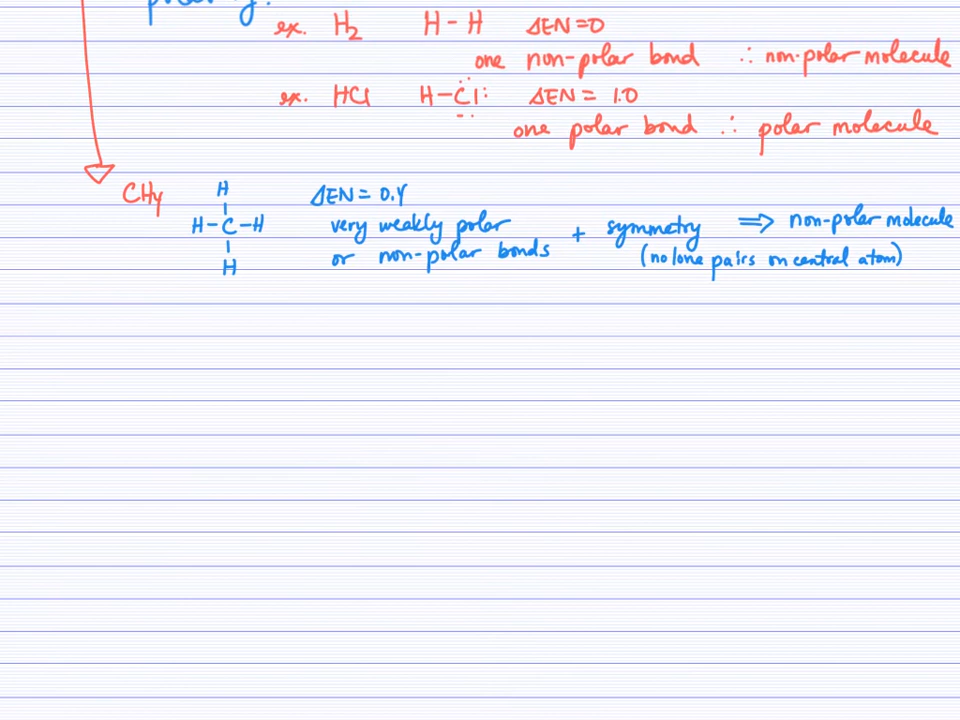 polarity?
ex. H2 H-H ΔEN=0
one non-polar bond ∴ non-polar molecule
ex. HCl H-Cl: ΔEN = 1.0
one polar bond ∴ polar molecule
CH4 H ΔEN = 0.4
H-C-H very weakly polar + symmetry ⇒ non-polar molecule
H or non-polar bonds (no lone pairs on central atom)